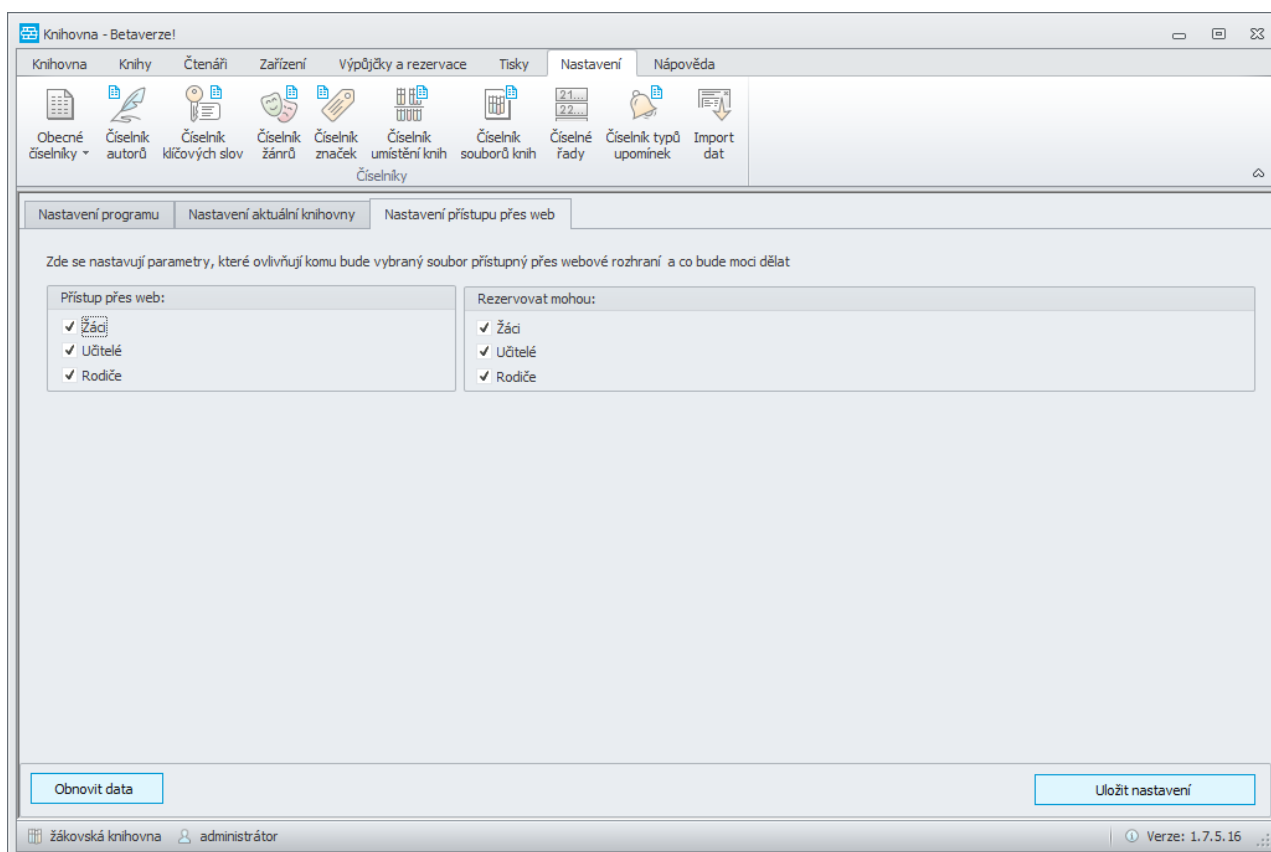 Knihovna - Betaverze!
Knihovna Knihy Čtenáři Zařízení Výpůjčky a rezervace Tisky Nastavení Nápověda
21...
22...
Obecné číselníky
Číselník autorů
Číselník klíčových slov
Číselník žánrů
Číselník značek
Číselník umístění knih
Číselník souborů knih
Číselné řady
Číselník typů upomínek
Import dat
Číselníky
Nastavení programu Nastavení aktuální knihovny Nastavení přístupu přes web
Zde se nastavují parametry, které ovlivňují komu bude vybraný soubor přístupný přes webové rozhraní a co bude moci dělat
Přístup přes web:
Žáci
Učitelé
Rodiče
Rezervovat mohou:
Žáci
Učitelé
Rodiče
Obnovit data Uložit nastavení
žákovská knihovna administrátor Verze: 1.7.5.16